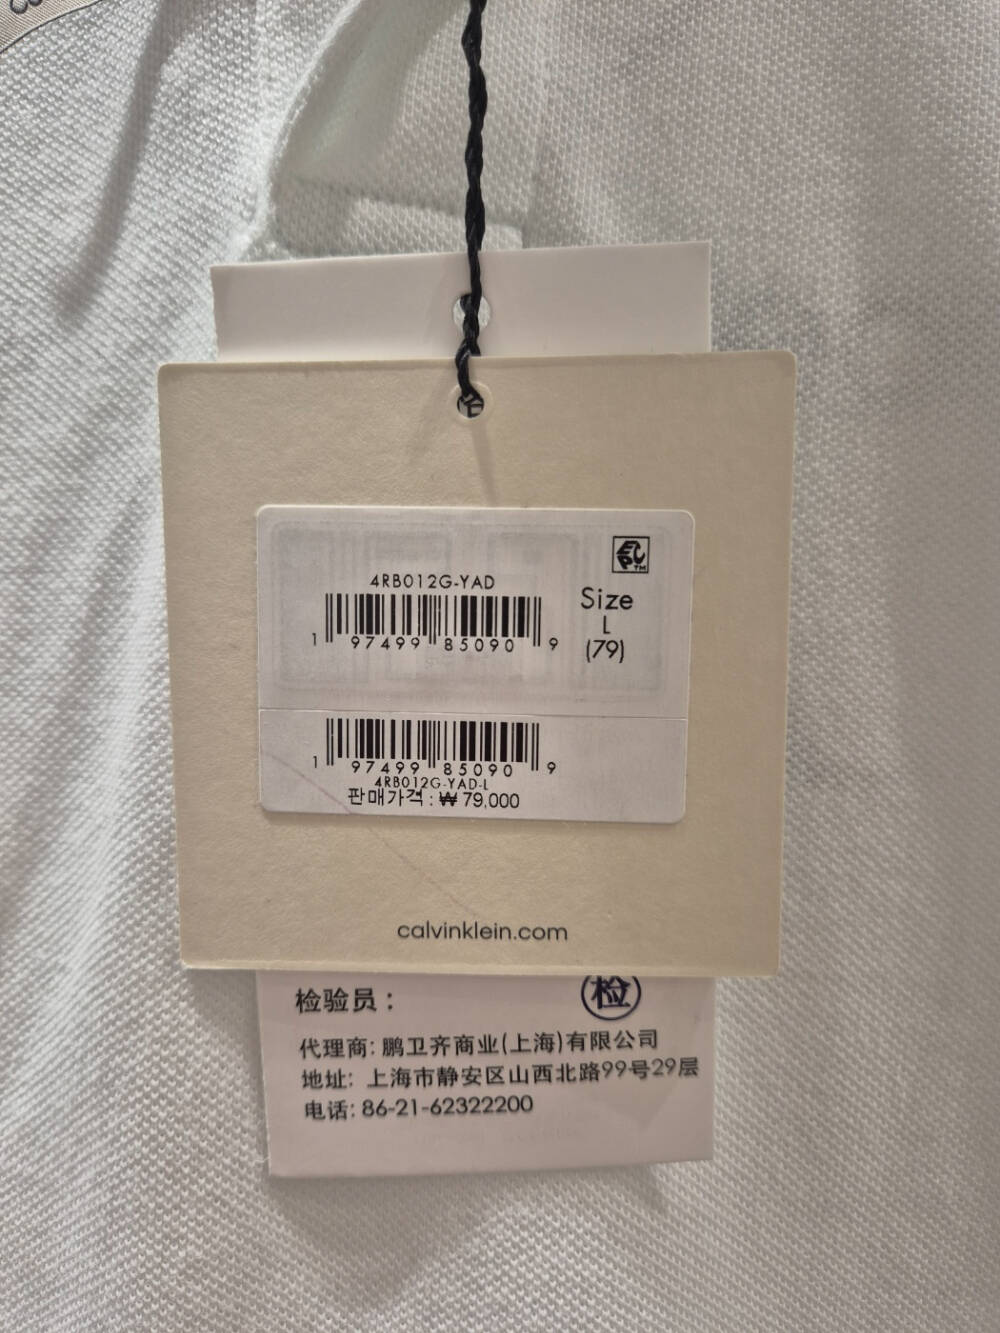 4RB012G-YAD
1 97499 85090 9
Size
L
(79)
1 97499 85090 9
4RB012G-YAD-L
판매가격 : ₩ 79,000
calvinklein.com
检验员：
检
代理商: 鹏卫齐商业(上海)有限公司
地址: 上海市静安区山西北路99号29层
电话: 86-21-62322200